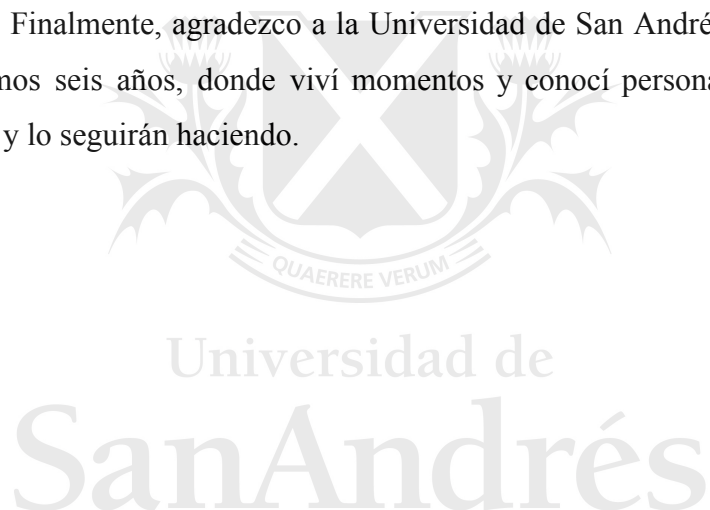 Finalmente, agradezco a la Universidad de San André
mos seis años, donde viví momentos y conocí persona
y lo seguirán haciendo.
QUAERERE VERUM
Universidad de
SanAndrés